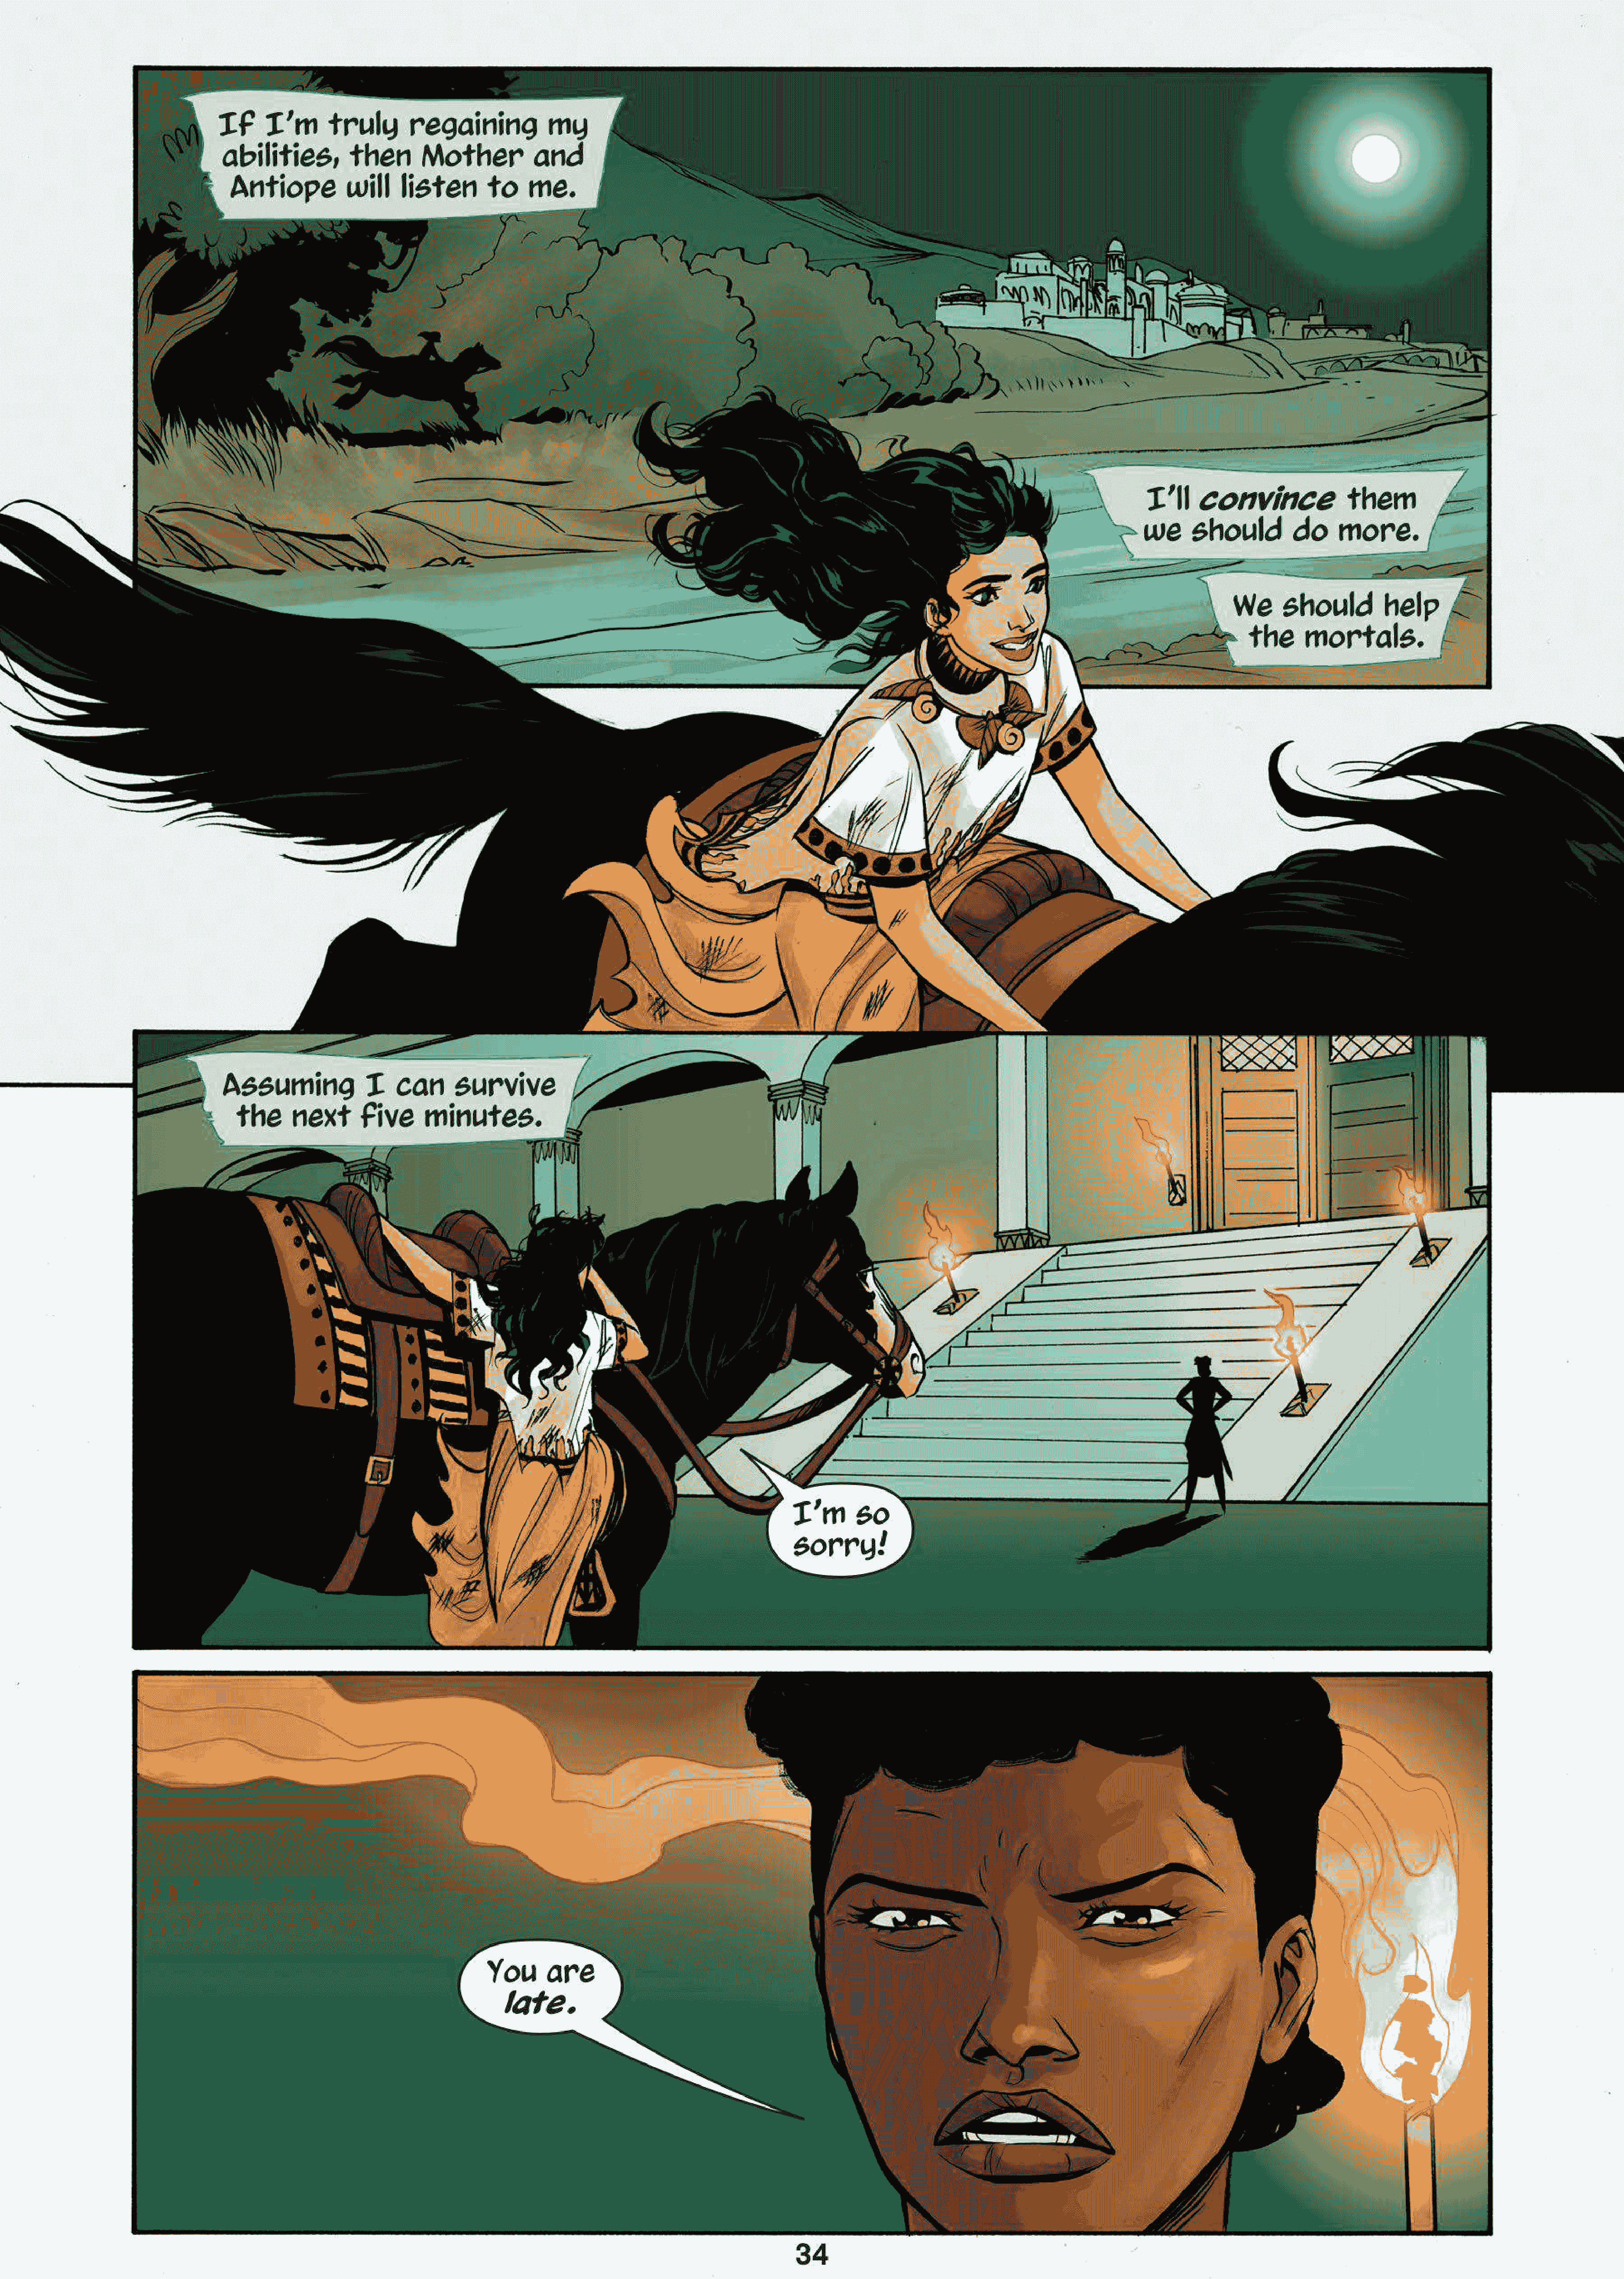 If I'm truly regaining my
abilities, then Mother and
Antiope will listen to me.
I'll convince them
we should do more.
We should help
the mortals.
Assuming I can survive
the next five minutes.
I'm so
sorry!
You are
late.
34